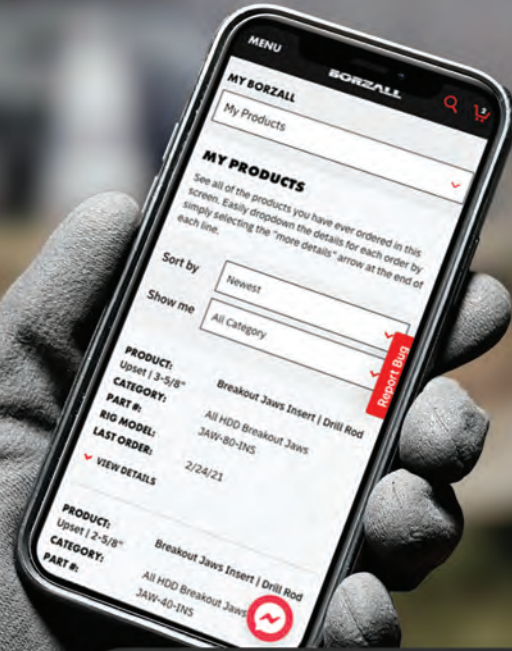 MENU
BORZALL
2
MY BORZALL
My Products
MY PRODUCTS
See all of the products you have ever ordered in this
screen. Easily dropdown the details for each order by
simply selecting the "more details" arrow at the end of
each line.
Sort by
Newest
Show me
All Category
Report Bug
PRODUCT: Breakout Jaws Insert | Drill Rod
Upset | 3-5/8"
CATEGORY: All HDD Breakout Jaws
PART #: JAW-80-INS
RIG MODEL:
LAST ORDER: 2/24/21
VIEW DETAILS
PRODUCT: Breakout Jaws Insert | Drill Rod
Upset | 2-5/8"
CATEGORY: All HDD Breakout Jaws
PART #: JAW-40-INS